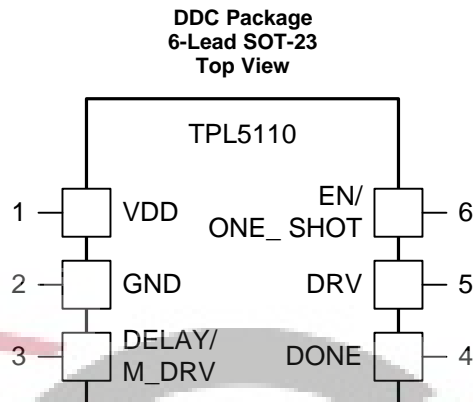 DDC Package
6-Lead SOT-23
Top View
TPL5110
1 VDD EN/ ONE_ SHOT 6
2 GND DRV 5
3 DELAY/ M_DRV DONE 4